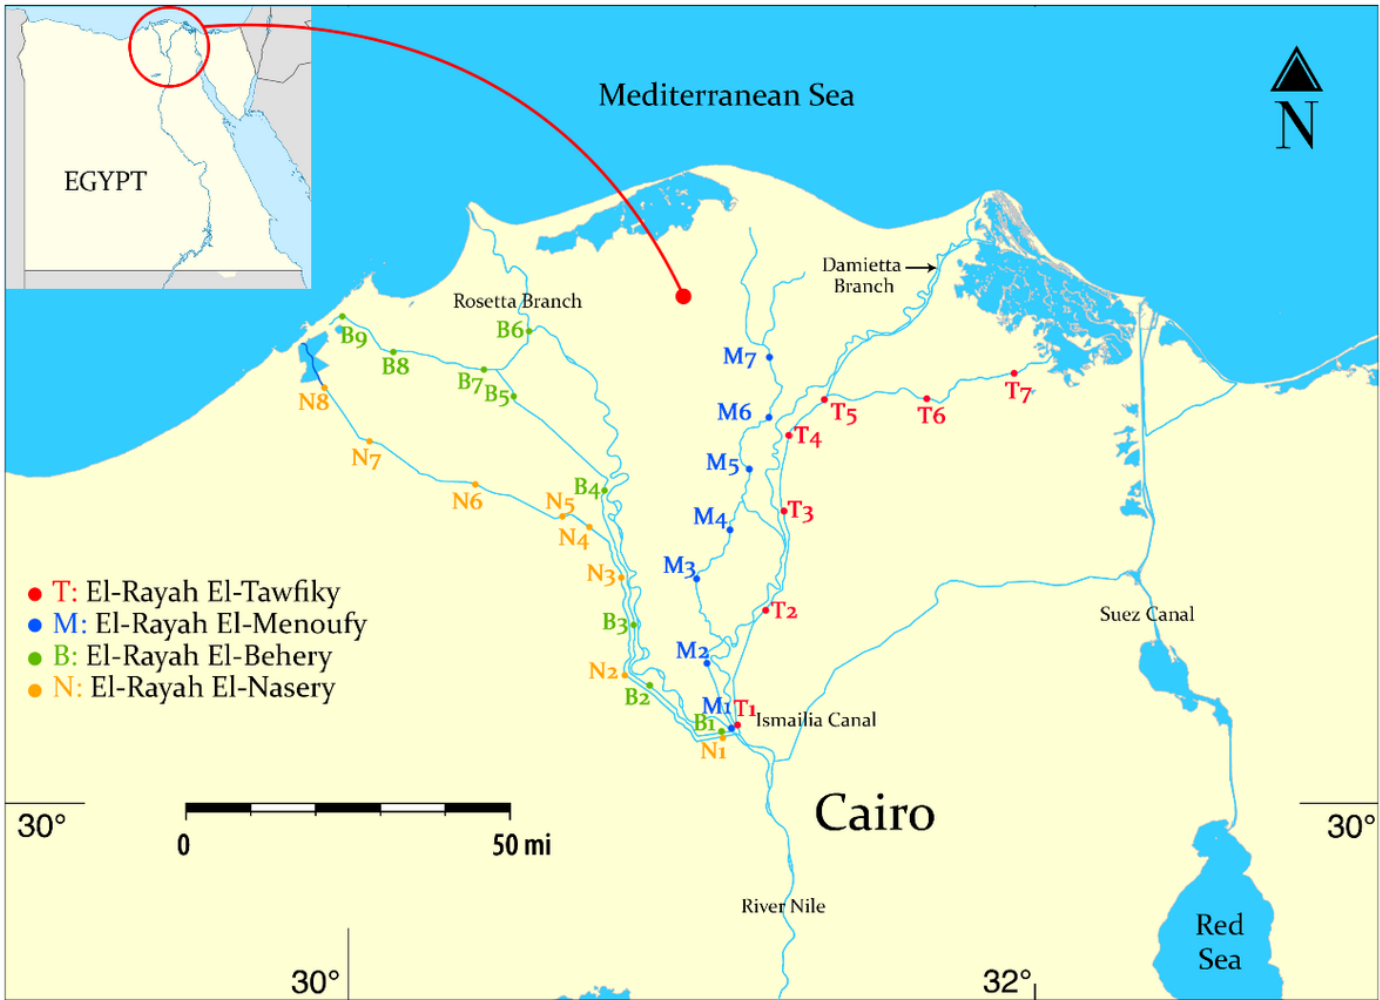 Mediterranean Sea
N
EGYPT
Damietta
Branch
Rosetta Branch
B6
B9
B8
B7
B5
M7
T7
N8
M6
T5
T6
T4
N7
M5
B4
N6
N5
M4
T3
N4
M3
N3
T: El-Rayah El-Tawfiky
M: El-Rayah El-Menoufy
B: El-Rayah El-Behery
N: El-Rayah El-Nasery
T2
Suez Canal
B3
M2
N2
B2
M1
T1
B1
Ismailia Canal
N1
Cairo
30°
30°
0
50 mi
River Nile
Red
Sea
30°
32°